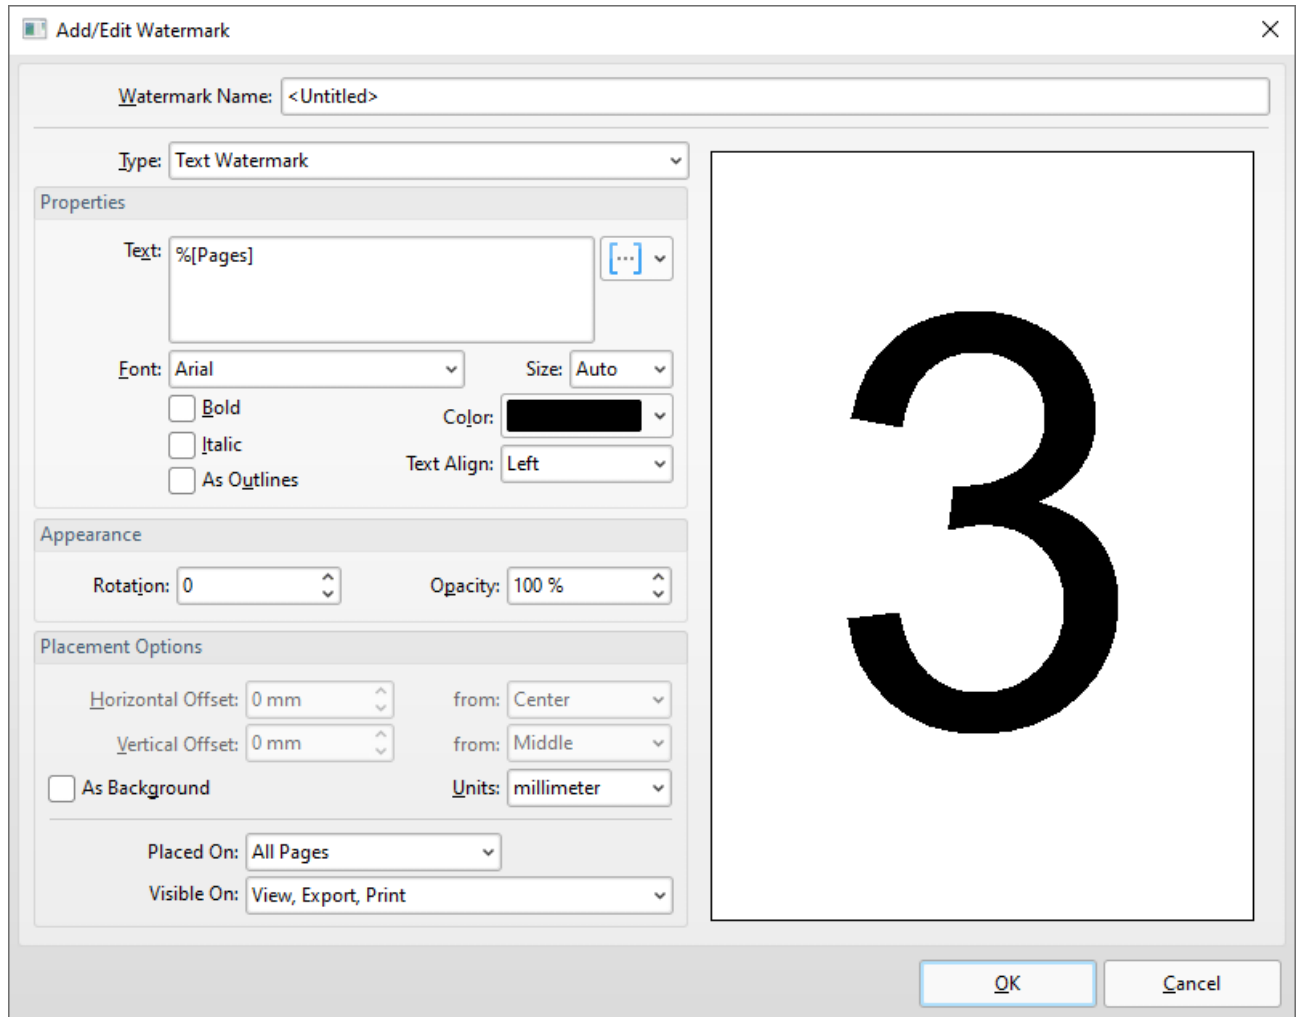 Add/Edit Watermark
Watermark Name: <Untitled>
Type: Text Watermark
Properties
Text: %[Pages]
[...]
Font: Arial Size: Auto
Bold
Color:
Italic
Text Align: Left
As Outlines
Appearance
Rotation: 0 Opacity: 100 %
Placement Options
Horizontal Offset: 0 mm from: Center
Vertical Offset: 0 mm from: Middle
As Background Units: millimeter
Placed On: All Pages
Visible On: View, Export, Print
3
OK Cancel